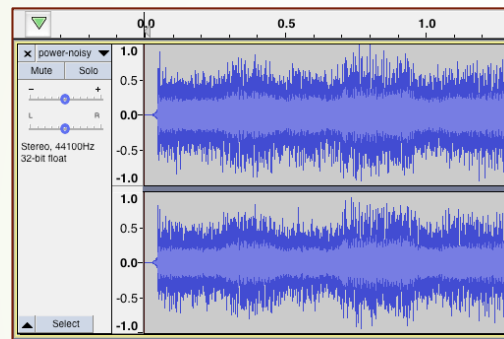 0.0 0.5 1.0
× power-noisy
Mute Solo
- +
L R
Stereo, 44100Hz
32-bit float
Select
1.0
0.5-
0.0-
-0.5-
-1.0
1.0
0.5-
0.0-
-0.5-
-1.0